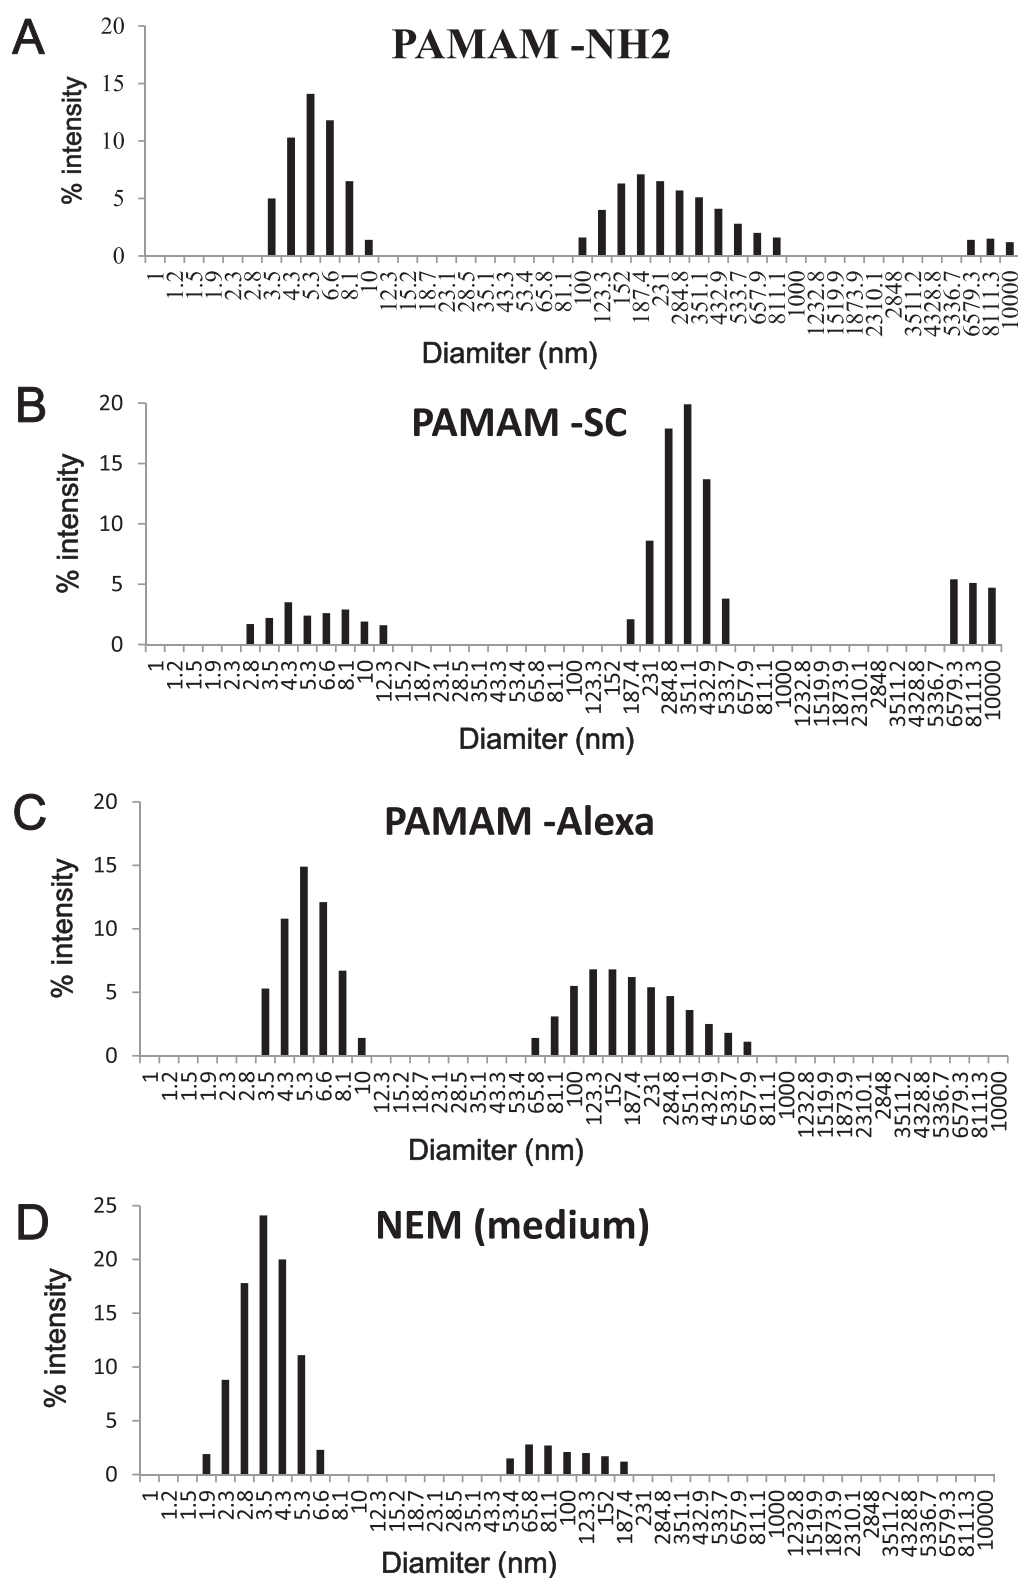 A
PAMAM -NH2
% intensity
20
15
10
5
0
1 1.2 1.5 1.9 2.3 2.8 3.5 4.3 5.3 6.6 8.1 10 12.3 15.2 18.7 23.1 28.5 35.1 43.3 53.4 65.8 81.1 100 123.3 152 187.4 231 284.8 351.1 432.9 533.7 657.9 811.1 1000 1232.8 1519.9 1873.9 2310.1 2848 3511.2 4328.8 5336.7 6579.3 8111.3 10000
Diamiter (nm)
B
PAMAM -SC
% intensity
20
15
10
5
0
1 1.2 1.5 1.9 2.3 2.8 3.5 4.3 5.3 6.6 8.1 10 12.3 15.2 18.7 23.1 28.5 35.1 43.3 53.4 65.8 81.1 100 123.3 152 187.4 231 284.8 351.1 432.9 533.7 657.9 811.1 1000 1232.8 1519.9 1873.9 2310.1 2848 3511.2 4328.8 5336.7 6579.3 8111.3 10000
Diamiter (nm)
C
PAMAM -Alexa
% intensity
20
15
10
5
0
1 1.2 1.5 1.9 2.3 2.8 3.5 4.3 5.3 6.6 8.1 10 12.3 15.2 18.7 23.1 28.5 35.1 43.3 53.4 65.8 81.1 100 123.3 152 187.4 231 284.8 351.1 432.9 533.7 657.9 811.1 1000 1232.8 1519.9 1873.9 2310.1 2848 3511.2 4328.8 5336.7 6579.3 8111.3 10000
Diamiter (nm)
D
NEM (medium)
% intensity
25
20
15
10
5
0
1 1.2 1.5 1.9 2.3 2.8 3.5 4.3 5.3 6.6 8.1 10 12.3 15.2 18.7 23.1 28.5 35.1 43.3 53.4 65.8 81.1 100 123.3 152 187.4 231 284.8 351.1 432.9 533.7 657.9 811.1 1000 1232.8 1519.9 1873.9 2310.1 2848 3511.2 4328.8 5336.7 6579.3 8111.3 10000
Diamiter (nm)